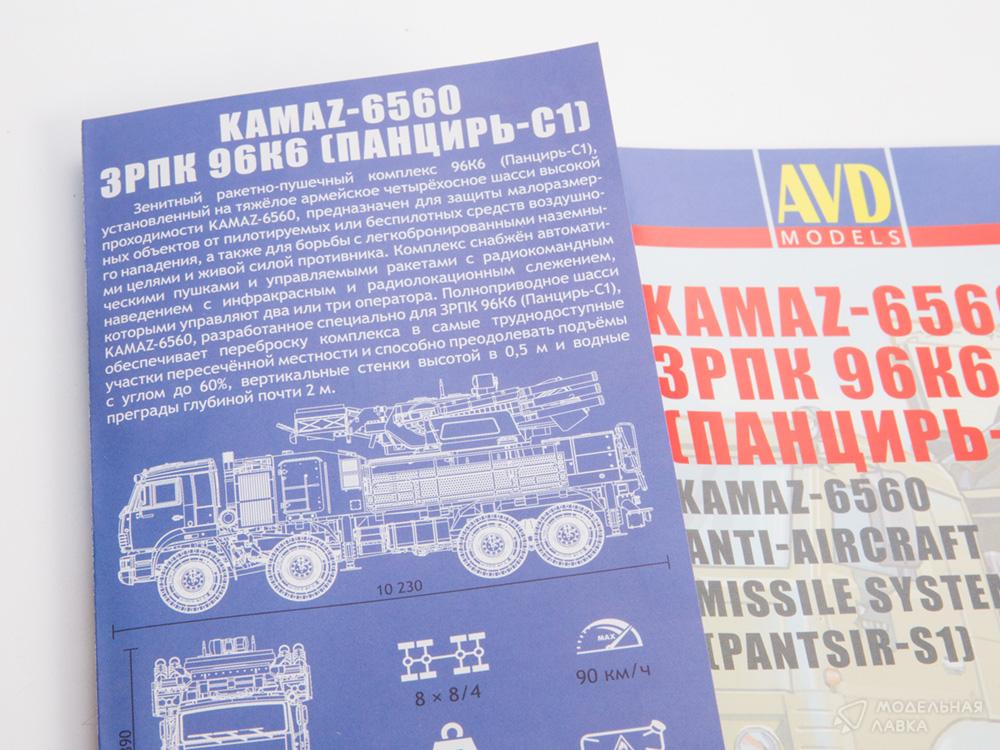 KAMAZ-6560
ЗРПК 96К6 (ПАНЦИРЬ-С1)
Зенитный ракетно-пушечный комплекс 96К6 (Панцирь-С1),
установленный на тяжёлое армейское четырёхосное шасси высокой
проходимости KAMAZ-6560, предназначен для защиты малоразмер-
ных объектов от пилотируемых или беспилотных средств воздушно-
го нападения, а также для борьбы с легкобронированными наземны-
ми целями и живой силой противника. Комплекс снабжён автомати-
ческими пушками и управляемыми ракетами с радиокомандным
наведением с инфракрасным и радиолокационным слежением,
которыми управляют два или три оператора. Полноприводное шасси
KAMAZ-6560, разработанное специально для ЗРПК 96К6 (Панцирь-С1),
обеспечивает переброску комплекса в самые труднодоступные
участки пересечённой местности и способно преодолевать подъёмы
с углом до 60%, вертикальные стенки высотой в 0,5 м и водные
преграды глубиной почти 2 м.
10 230
8 × 8/4
MAX
90 км/ч
390
AVD
MODELS
KAMAZ-656
ЗРПК 96К6
(ПАНЦИРЬ-
KAMAZ-6560
ANTI-AIRCRAFT
MISSILE SYSTEM
(PANTSIR-S1)
МОДЕЛЬНАЯ
ЛАВКА